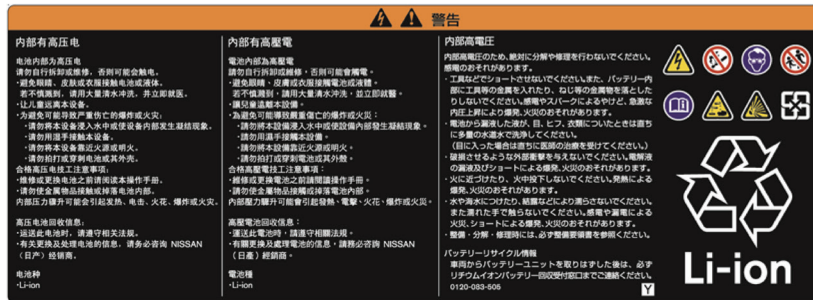 警告
内部有高压电
电池内部为高压电
请勿自行拆卸或维修，否则可能会触电。
·避免眼睛、皮肤或衣服接触电池或液体。
若不慎溅到，请用大量清水冲洗，并立即就医。
·让儿童远离本设备。
·为避免可能导致严重伤亡的爆炸或火灾:
·请勿将本设备浸入水中或使设备内部发生凝结现象。
·请勿用湿手接触本设备。
·请勿将本设备靠近火源或明火。
·请勿拍打或穿刺电池或其外壳。
合格高压电技工注意事项:
·维修或更换电池之前请阅读本操作手册。
·请勿使金属物品接触或掉落电池内部。
内部压力骤升可能会引起发热、电击、火花、爆炸或火灾。
高压电池回收信息:
·运送此电池时，请遵守相关法规。
·有关更换及处理电池的信息，请务必咨询 NISSAN
（日产）经销商。
电池种
·Li-ion
內部有高壓電
電池內部為高壓電
請勿自行拆卸或維修，否則可能會觸電。
·避免眼睛、皮膚或衣服接觸電池或液體。
若不慎濺到，請用大量清水沖洗，並立即就醫。
·讓兒童遠離本設備。
·為避免可能導致嚴重傷亡的爆炸或火災:
·請勿將本設備浸入水中或使設備內部發生凝結現象。
·請勿用濕手接觸本設備。
·請勿將本設備靠近火源或明火。
·請勿拍打或穿刺電池或其外殼。
合格高壓電技工注意事項:
·維修或更換電池之前請閱讀操作手冊。
·請勿使金屬物品接觸或掉落電池內部。
內部壓力驟升可能會引起發熱、電擊、火花、爆炸或火災。
高壓電池回收信息:
·運送此電池時，請遵守相關法規。
·有關更換及處理電池的信息，請務必咨詢 NISSAN
（日產）經銷商。
電池種
·Li-ion
内部高電圧
内部高電圧のため、絶対に分解や修理を行わないでください。
感電のおそれがあります。
・工具などでショートさせないでください。また、バッテリー内
部に工具等の金属を入れたり、ねじ等の金属物を落とした
りしないでください。感電やスパークによるやけど、急激な
内圧上昇により爆発、火災のおそれがあります。
・電池から漏えいした液が、目、ヒフ、衣類についたときは直ち
に多量の水道水で洗浄してください。
（目に入った場合は直ちに医師の治療を受けてください。）
・破損させるような外部衝撃を与えないでください。電解液
の漏液及びショートによる爆発、火災のおそれがあります。
・火に近づけたり、火中投下しないでください。発熱による
爆発、火災のおそれがあります。
・水や海水につけたり、結露などにより濡らさないでください。
また濡れた手で触らないでください。感電や漏電による
火災、ショートによる爆発、火災のおそれがあります。
・整備・分解・修理時には、必ず整備要領書を参照ください。
バッテリーリサイクル情報
車両からバッテリーユニットを取りはずした後は、必ず
リチウムイオンバッテリー回収受付窓口までご連絡ください。
0120-083-505
Y
Li-ion